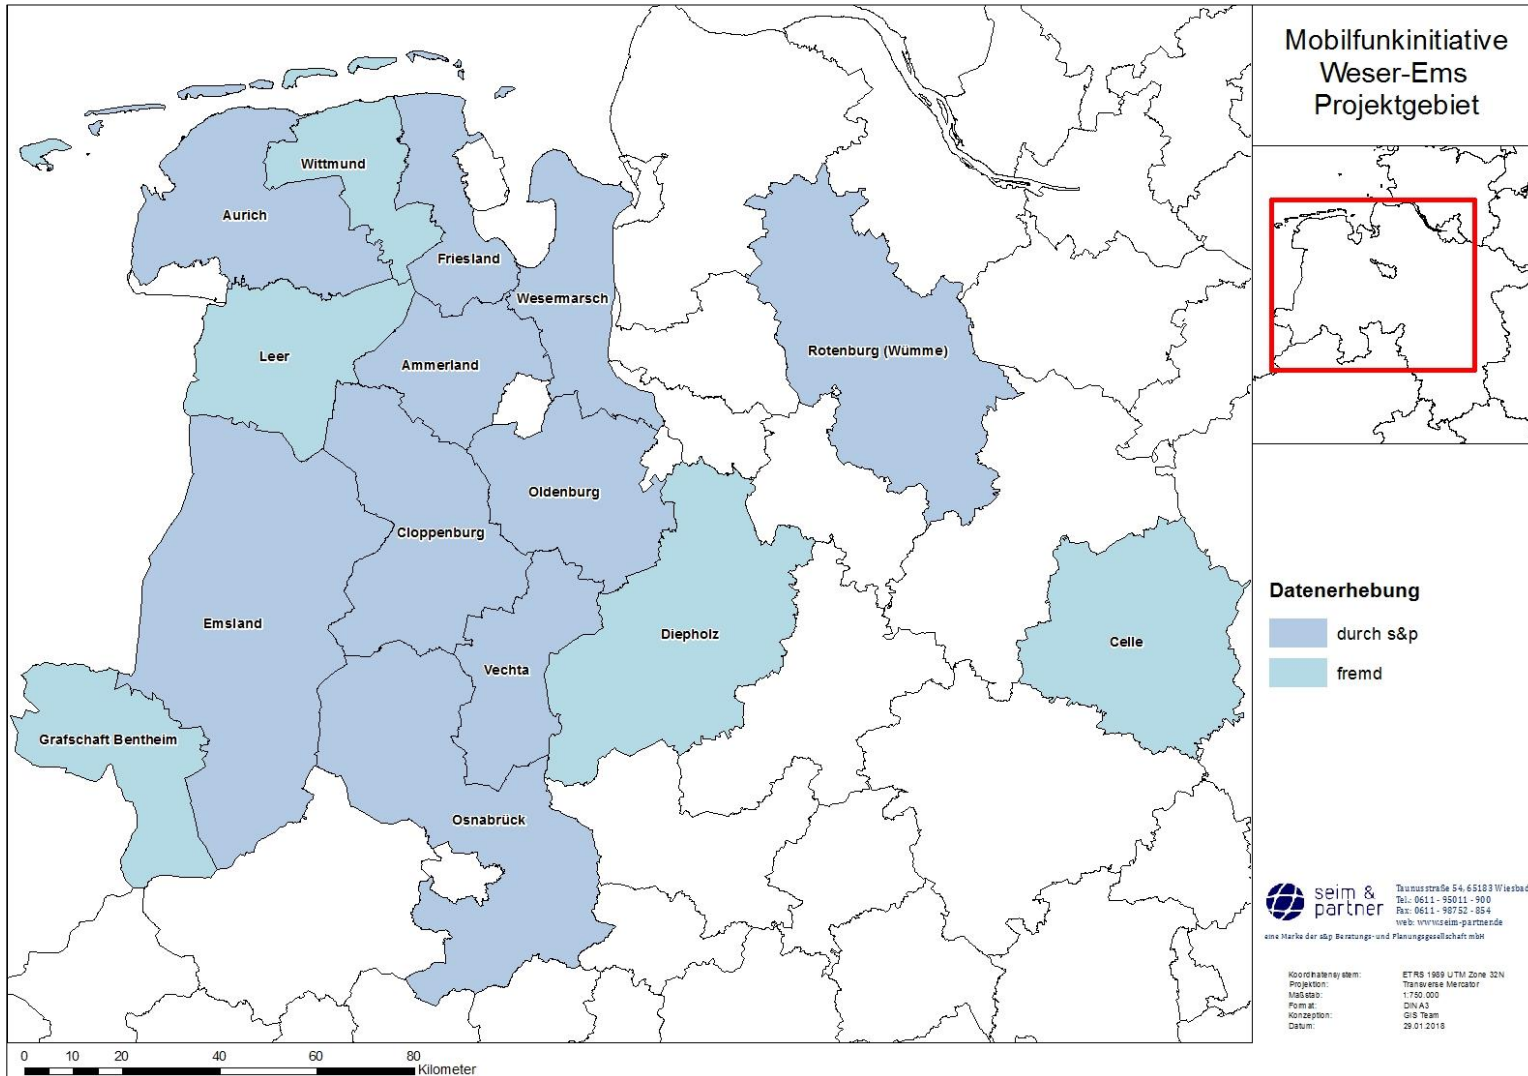 Mobilfunkinitiative
Weser-Ems
Projektgebiet
Wittmund
Aurich
Friesland
Wesermarsch
Leer
Ammerland
Rotenburg (Wümme)
Oldenburg
Cloppenburg
Emsland
Diepholz
Celle
Vechta
Grafschaft Bentheim
Osnabrück
Datenerhebung
durch s&p
fremd
seim &
partner
Taunusstraße 54, 65183 Wiesbad
Tel.: 0611 - 95011 - 900
Fax: 0611 - 98752 - 854
web: www.seim-partner.de
eine Marke der s&p Beratungs- und Planungsgesellschaft mbH
Koordinatensystem: ETRS 1989 UTM Zone 32N
Projektion: Transverse Mercator
Maßstab: 1:750.000
Format: DIN A3
Konzeption: GIS Team
Datum: 29.01.2018
0 10 20 40 60 80
Kilometer